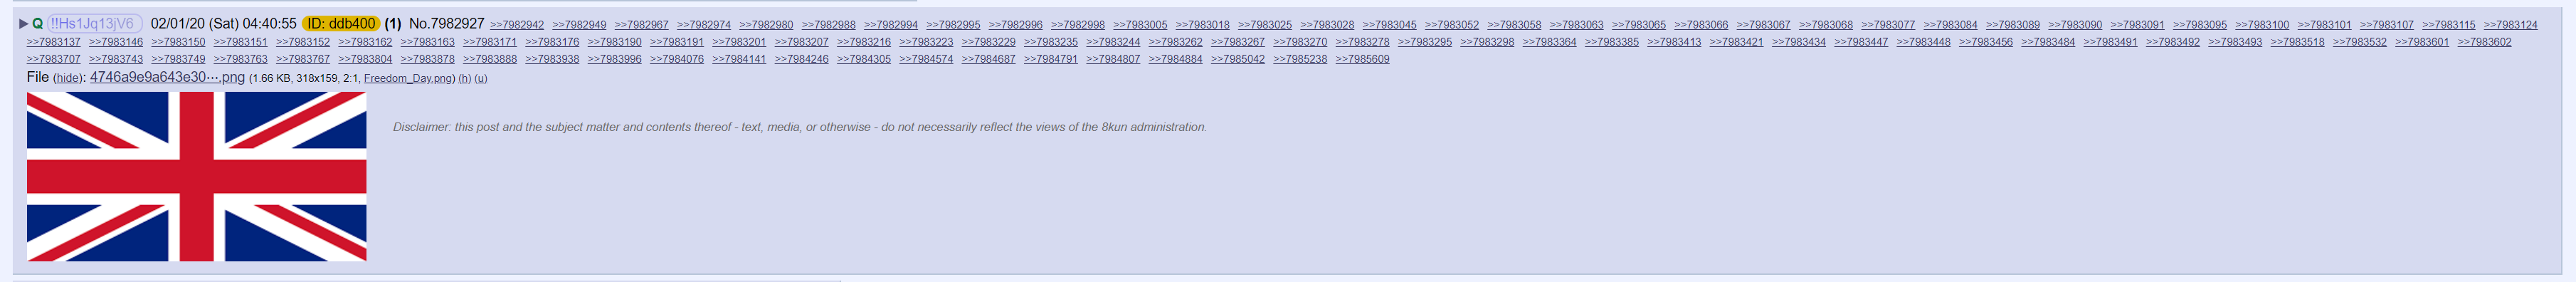 ▶Q !!Hs1Jq13jV6 02/01/20 (Sat) 04:40:55 ID: ddb400 (1) No.7982927 >>7982942 >>7982949 >>7982967 >>7982974 >>7982980 >>7982988 >>7982994 >>7982995 >>7982996 >>7982998 >>7983005 >>7983018 >>7983025 >>7983028 >>7983045 >>7983052 >>7983058 >>7983063 >>7983065 >>7983066 >>7983067 >>7983068 >>7983077 >>7983084 >>7983089 >>7983090 >>7983091 >>7983095 >>7983100 >>7983101 >>7983107 >>7983115 >>7983124
>>7983137 >>7983146 >>7983150 >>7983151 >>7983152 >>7983162 >>7983163 >>7983171 >>7983176 >>7983190 >>7983191 >>7983201 >>7983207 >>7983216 >>7983223 >>7983229 >>7983235 >>7983244 >>7983262 >>7983267 >>7983270 >>7983278 >>7983295 >>7983298 >>7983364 >>7983385 >>7983413 >>7983421 >>7983434 >>7983447 >>7983448 >>7983456 >>7983484 >>7983491 >>7983492 >>7983493 >>7983518 >>7983532 >>7983601 >>7983602
>>7983707 >>7983743 >>7983749 >>7983763 >>7983767 >>7983804 >>7983878 >>7983888 >>7983938 >>7983996 >>7984076 >>7984141 >>7984246 >>7984305 >>7984574 >>7984687 >>7984791 >>7984807 >>7984884 >>7985042 >>7985238 >>7985609
File (hide): 4746a9e9a643e30⋯.png (1.66 KB, 318x159, 2:1, Freedom_Day.png) (h) (u)
Disclaimer: this post and the subject matter and contents thereof - text, media, or otherwise - do not necessarily reflect the views of the 8kun administration.